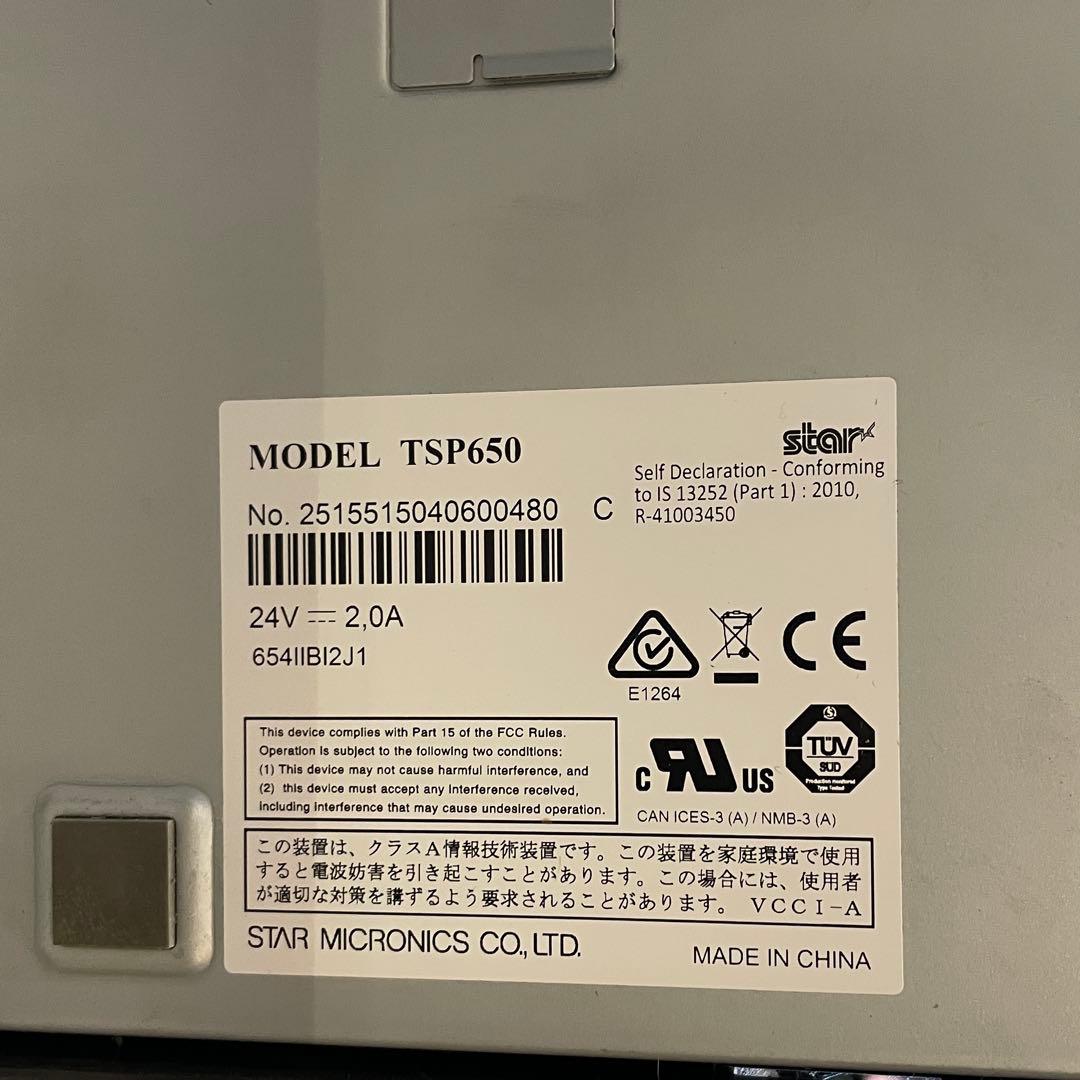 star
MODEL TSP650
Self Declaration - Conforming
to IS 13252 (Part 1) : 2010,
R-41003450
No. 2515515040600480 C
24V ⎓ 2,0A
654IIBI2J1
E1264
CE
This device complies with Part 15 of the FCC Rules.
Operation is subject to the following two conditions:
(1) This device may not cause harmful interference, and
(2) this device must accept any interference received,
including interference that may cause undesired operation.
c RU US
TÜV
SÜD
Production monitored
Type Tested
CAN ICES-3 (A) / NMB-3 (A)
この装置は、クラスA情報技術装置です。この装置を家庭環境で使用
すると電波妨害を引き起こすことがあります。この場合には、使用者
が適切な対策を講ずるよう要求されることがあります。 VCCI-A
STAR MICRONICS CO., LTD.
MADE IN CHINA